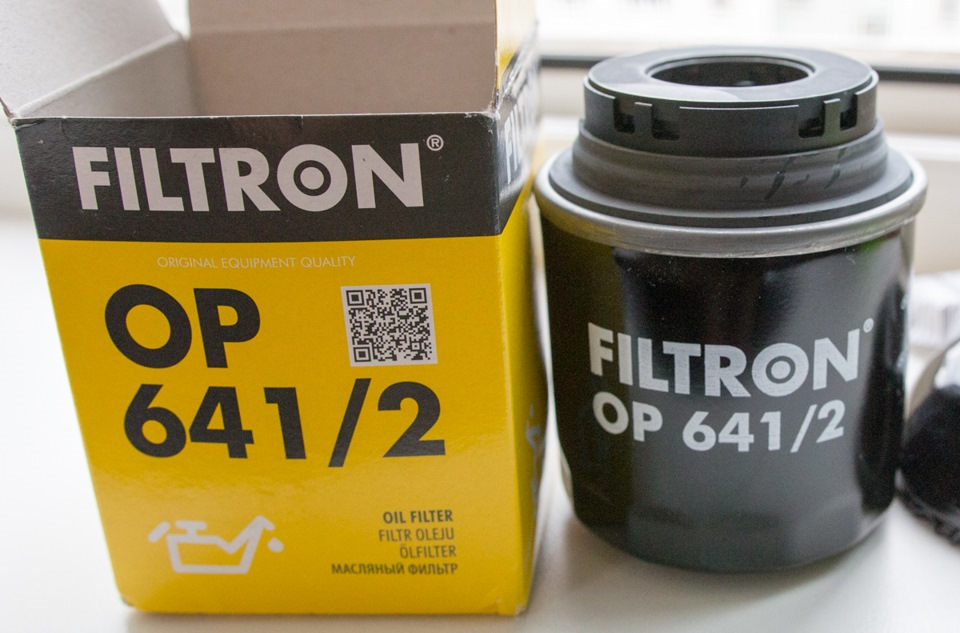 FILTRON®
ORIGINAL EQUIPMENT QUALITY
OP
641/2
OIL FILTER
FILTR OLEJU
ÖLFILTER
МАСЛЯНЫЙ ФИЛЬТР
FILTRON®
OP 641/2